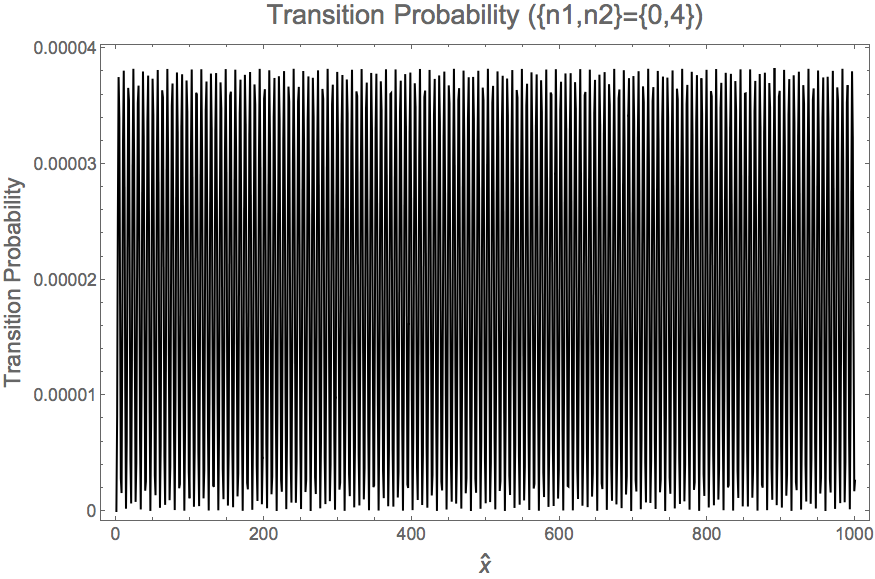 Transition Probability ({n1,n2}={0,4})
0.00004
0.00003
0.00002
0.00001
0
Transition Probability
0 200 400 600 800 1000
x̂